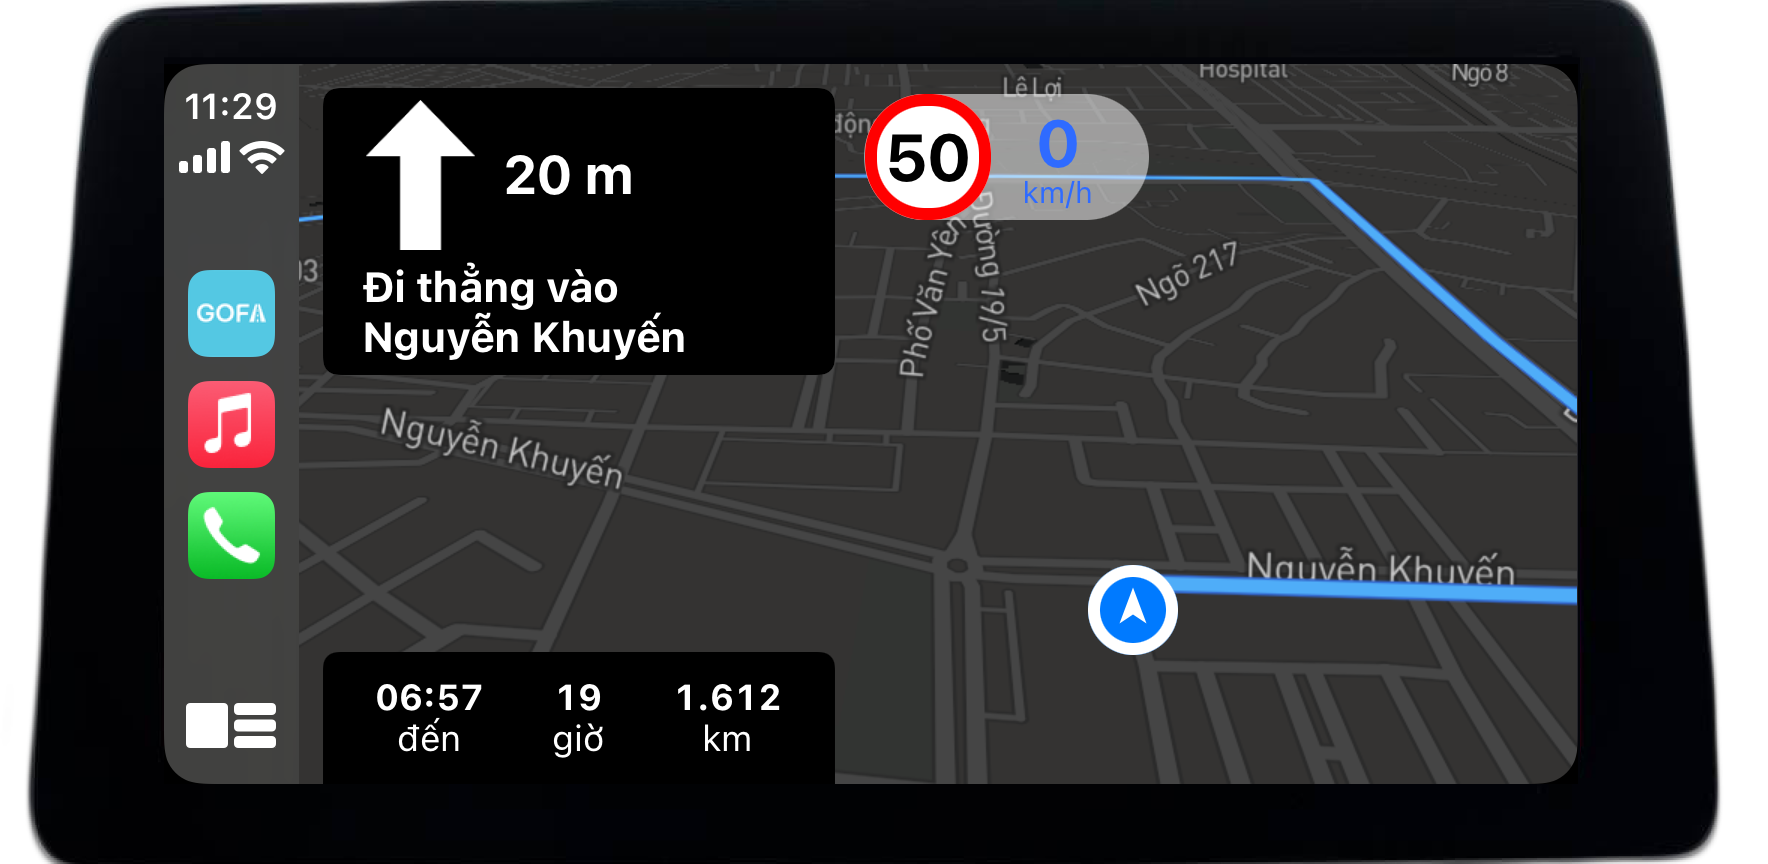 11:29
20 m
Đi thẳng vào
Nguyễn Khuyến
GOFA
06:57
đến
19
giờ
1.612
km
50
0
km/h
Lê Lợi
Hospital
Ngõ 8
Phố Văn Yên
Đường 19/5
Ngõ 217
Nguyễn Khuyến
Nguyễn Khuyến